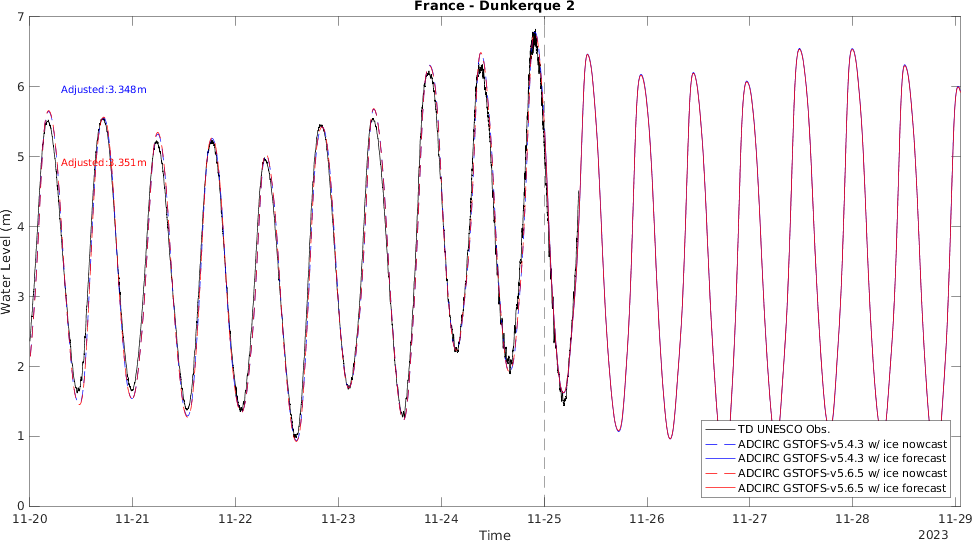 France - Dunkerque 2
7
6
5
4
3
2
1
0
Water Level (m)
Adjusted:3.348m
Adjusted:3.351m
TD UNESCO Obs.
ADCIRC GSTOFS-v5.4.3 w/ ice nowcast
ADCIRC GSTOFS-v5.4.3 w/ ice forecast
ADCIRC GSTOFS-v5.6.5 w/ ice nowcast
ADCIRC GSTOFS-v5.6.5 w/ ice forecast
11-20 11-21 11-22 11-23 11-24 11-25 11-26 11-27 11-28 11-29
Time
2023